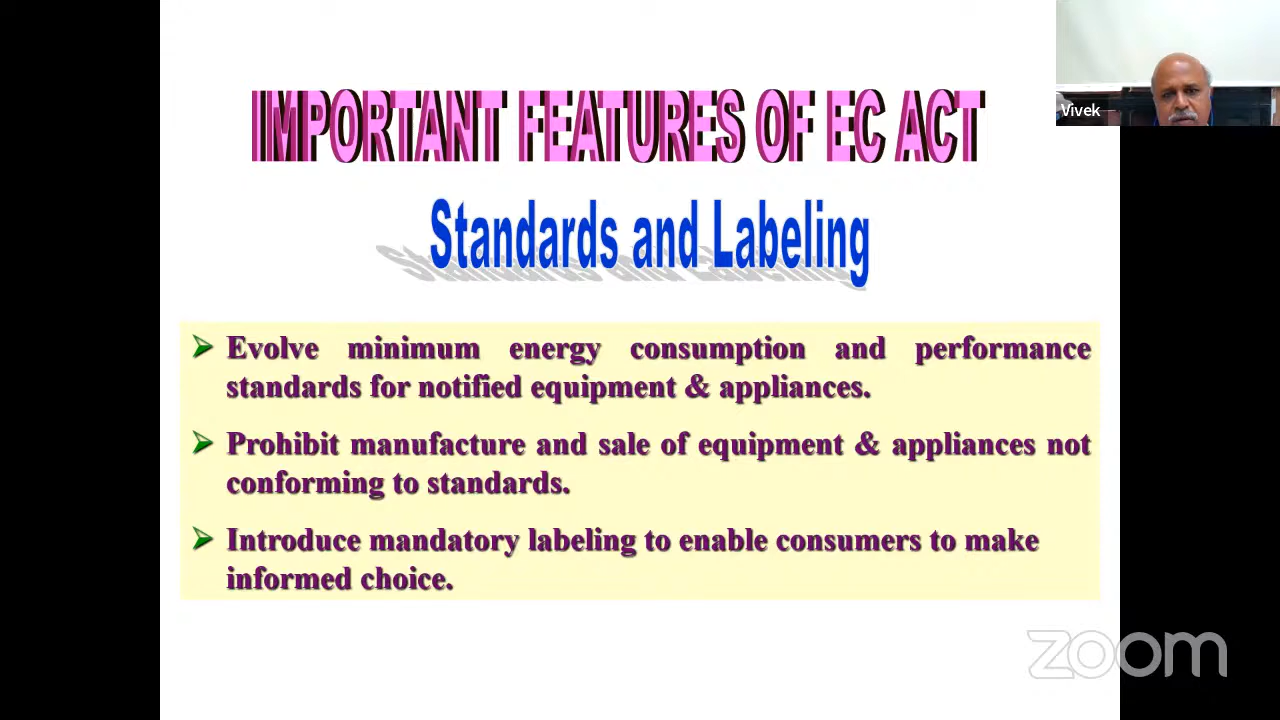 IMPORTANT FEATURES OF EC ACT
Vivek
Standards and Labeling
Evolve minimum energy consumption and performance
standards for notified equipment & appliances.
Prohibit manufacture and sale of equipment & appliances not
conforming to standards.
Introduce mandatory labeling to enable consumers to make
informed choice.
zoom